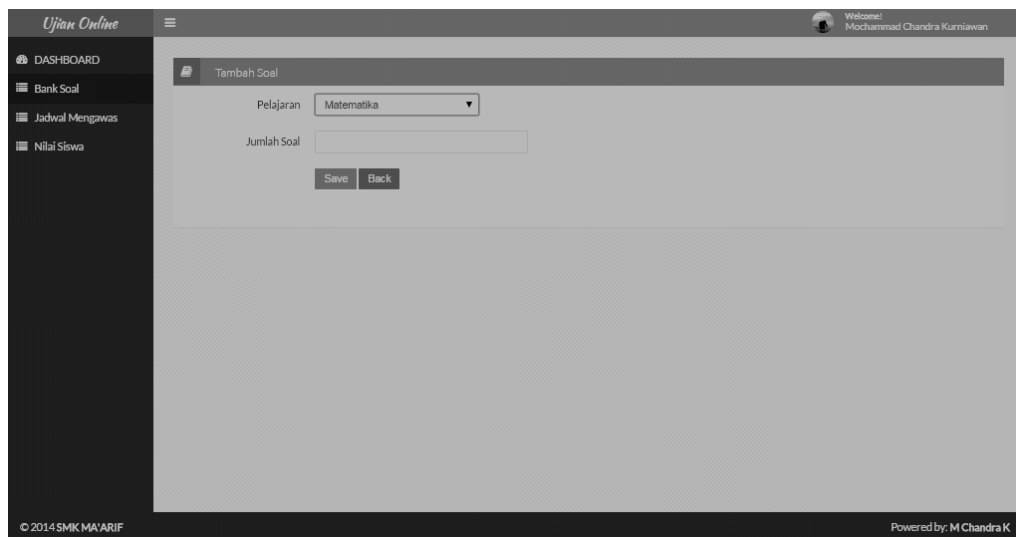 Ujian Online
Welcome!
Mochammad Chandra Kurniawan
DASHBOARD
Bank Soal
Jadwal Mengawas
Nilai Siswa
Tambah Soal
Pelajaran Matematika
Jumlah Soal
Save Back
© 2014 SMK MA'ARIF Powered by: M Chandra K